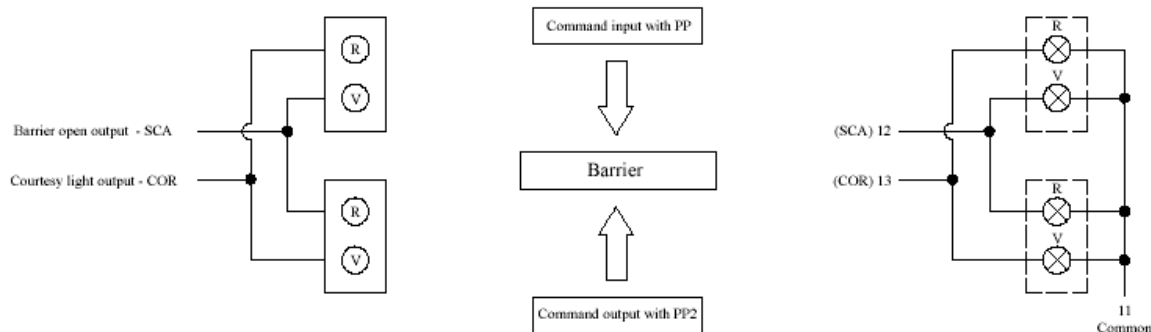 R
V
Barrier open output - SCA
Courtesy light output - COR
R
V
Command input with PP
Barrier
Command output with PP2
R
V
(SCA) 12
(COR) 13
R
V
11
Common